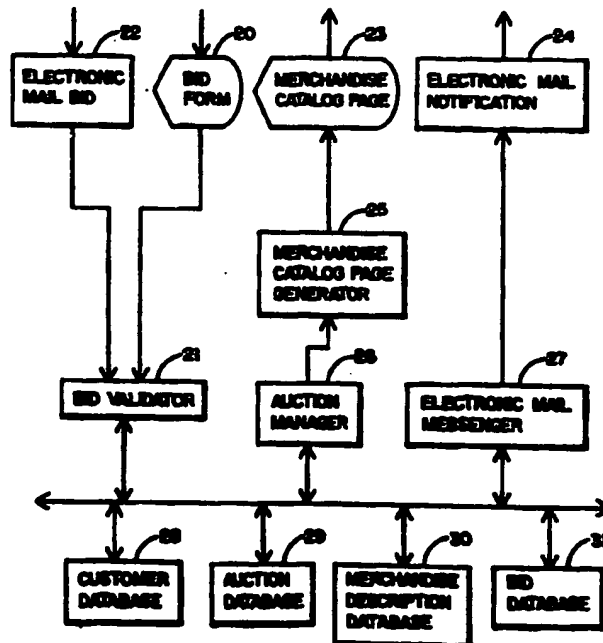 22
20
23
24
ELECTRONIC
MAIL BID
BID
FORM
MERCHANDISE
CATALOG PAGE
ELECTRONIC MAIL
NOTIFICATION
25
MERCHANDISE
CATALOG PAGE
GENERATOR
21
26
27
BID VALIDATOR
AUCTION
MANAGER
ELECTRONIC MAIL
MESSENGER
28
29
30
CUSTOMER
DATABASE
AUCTION
DATABASE
MERCHANDISE
DESCRIPTION
DATABASE
BID
DATABASE